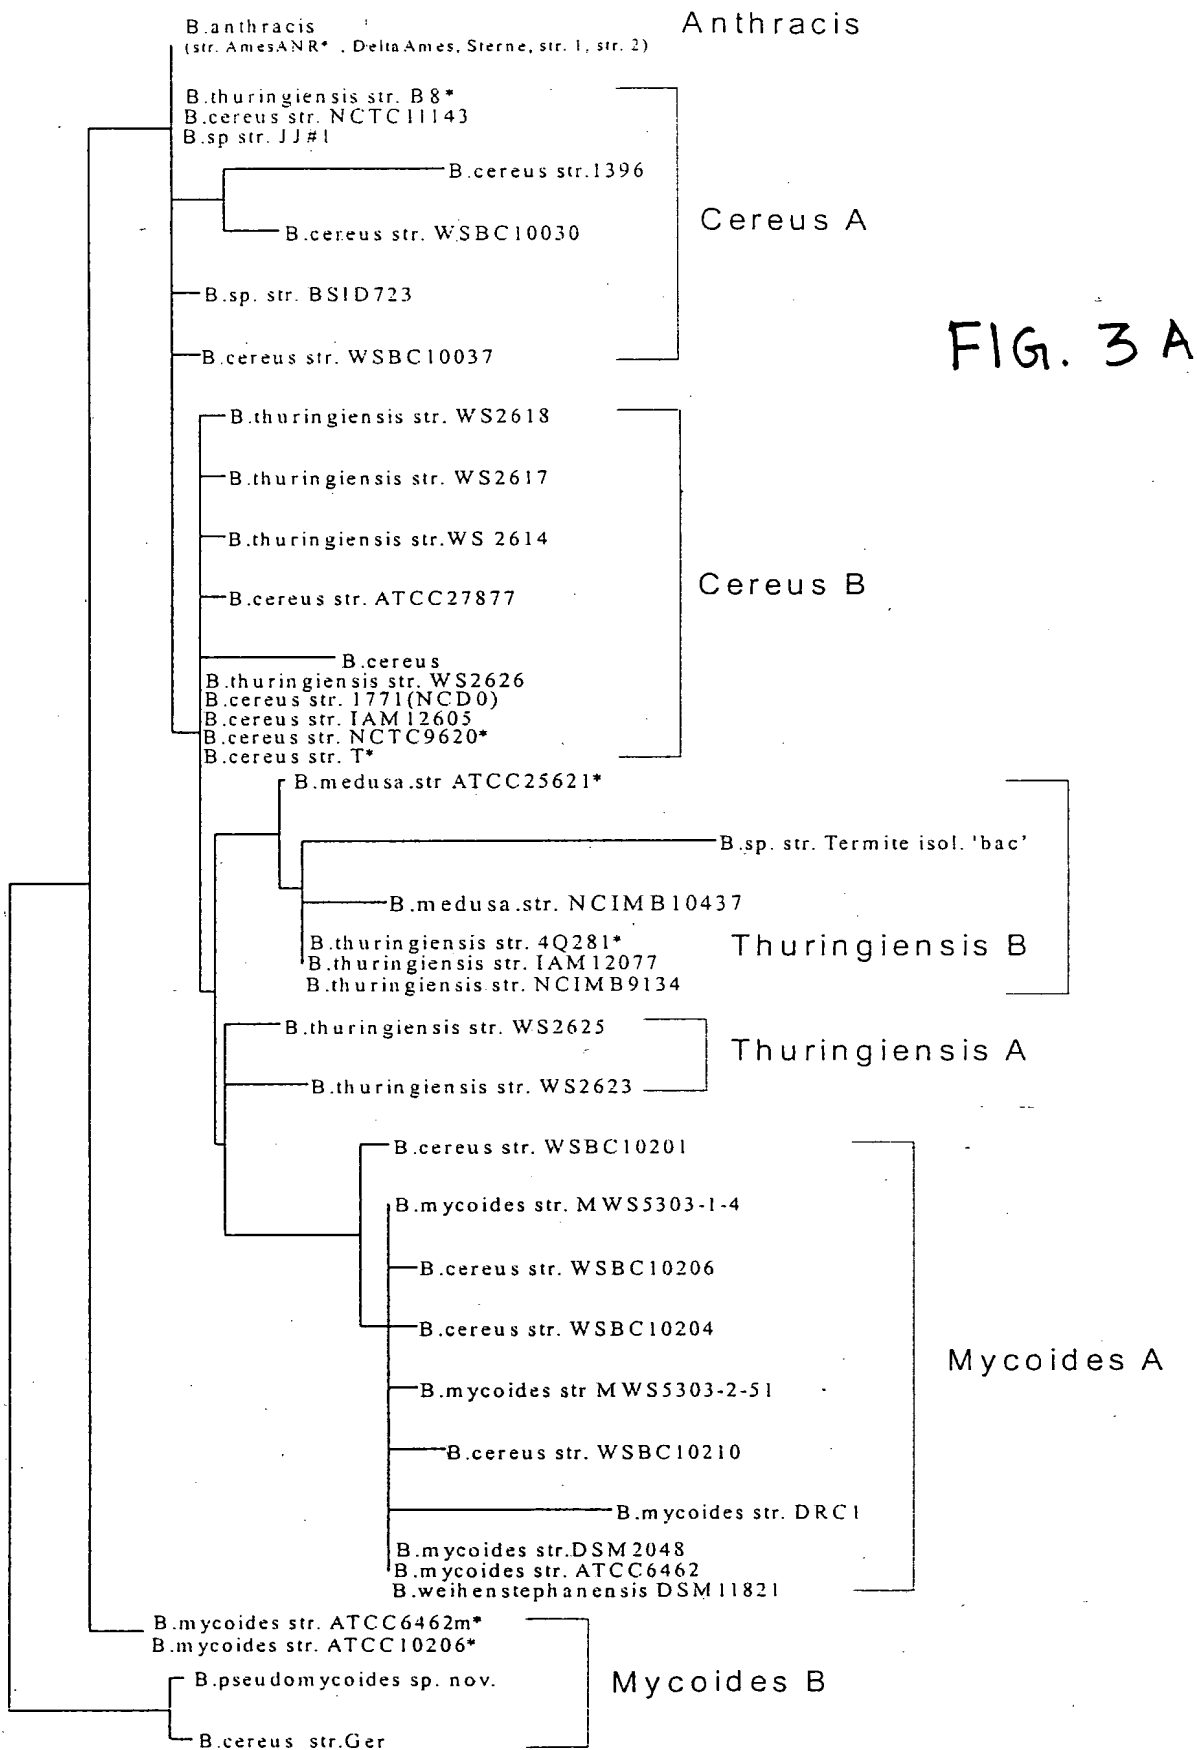 B.anthracis
Anthracis
(str. AmesANR* , DeltaAmes, Sterne, str. 1, str. 2)
B.thuringiensis str. B8*
B.cereus str. NCTC11143
B.sp str. JJ#1
B.cereus str.1396
Cereus A
B.cereus str. WSBC10030
B.sp. str. BSID723
FIG. 3 A
B.cereus str. WSBC10037
B.thuringiensis str. WS2618
B.thuringiensis str. WS2617
B.thuringiensis str.WS 2614
Cereus B
B.cereus str. ATCC27877
B.cereus
B.thuringiensis str. WS2626
B.cereus str. 1771(NCD0)
B.cereus str. IAM12605
B.cereus str. NCTC9620*
B.cereus str. T*
B.medusa.str ATCC25621*
B.sp. str. Termite isol. 'bac'
B.medusa.str. NCIMB10437
B.thuringiensis str. 4Q281*
Thuringiensis B
B.thuringiensis str. IAM12077
B.thuringiensis str. NCIMB9134
B.thuringiensis str. WS2625
Thuringiensis A
B.thuringiensis str. WS2623
B.cereus str. WSBC10201
B.mycoides str. MWS5303-1-4
B.cereus str. WSBC10206
B.cereus str. WSBC10204
Mycoides A
B.mycoides str MWS5303-2-51
B.cereus str. WSBC10210
B.mycoides str. DRC1
B.mycoides str.DSM2048
B.mycoides str. ATCC6462
B.weihenstephanensis DSM11821
B.mycoides str. ATCC6462m*
B.mycoides str. ATCC10206*
B.pseudomycoides sp. nov.
Mycoides B
B.cereus str.Ger